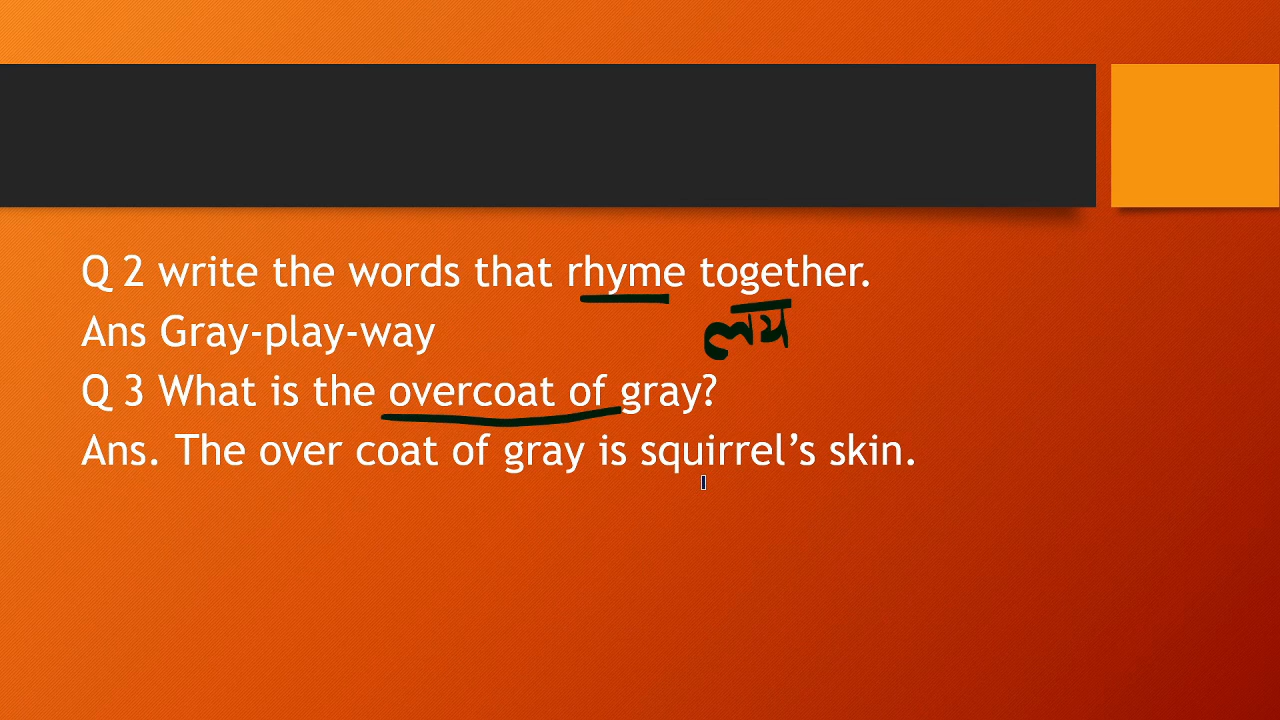 Q 2 write the words that rhyme together.
Ans Gray-play-way
लय
Q 3 What is the overcoat of gray?
Ans. The over coat of gray is squirrel’s skin.